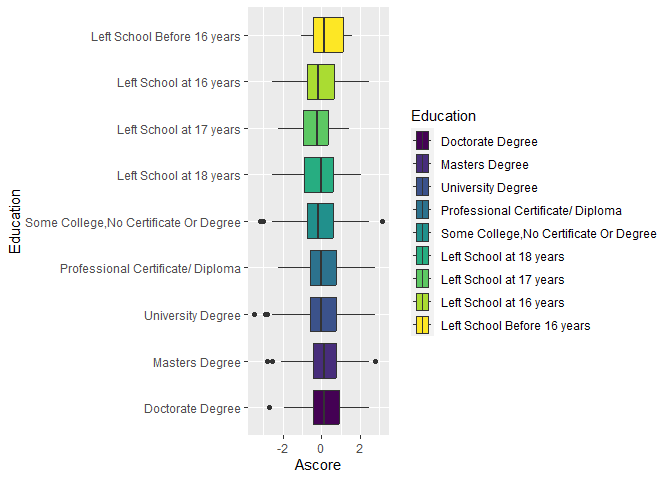 Education
Left School Before 16 years
Left School at 16 years
Left School at 17 years
Left School at 18 years
Some College,No Certificate Or Degree
Professional Certificate/ Diploma
University Degree
Masters Degree
Doctorate Degree
-2 0 2
Ascore
Education
Doctorate Degree
Masters Degree
University Degree
Professional Certificate/ Diploma
Some College,No Certificate Or Degree
Left School at 18 years
Left School at 17 years
Left School at 16 years
Left School Before 16 years